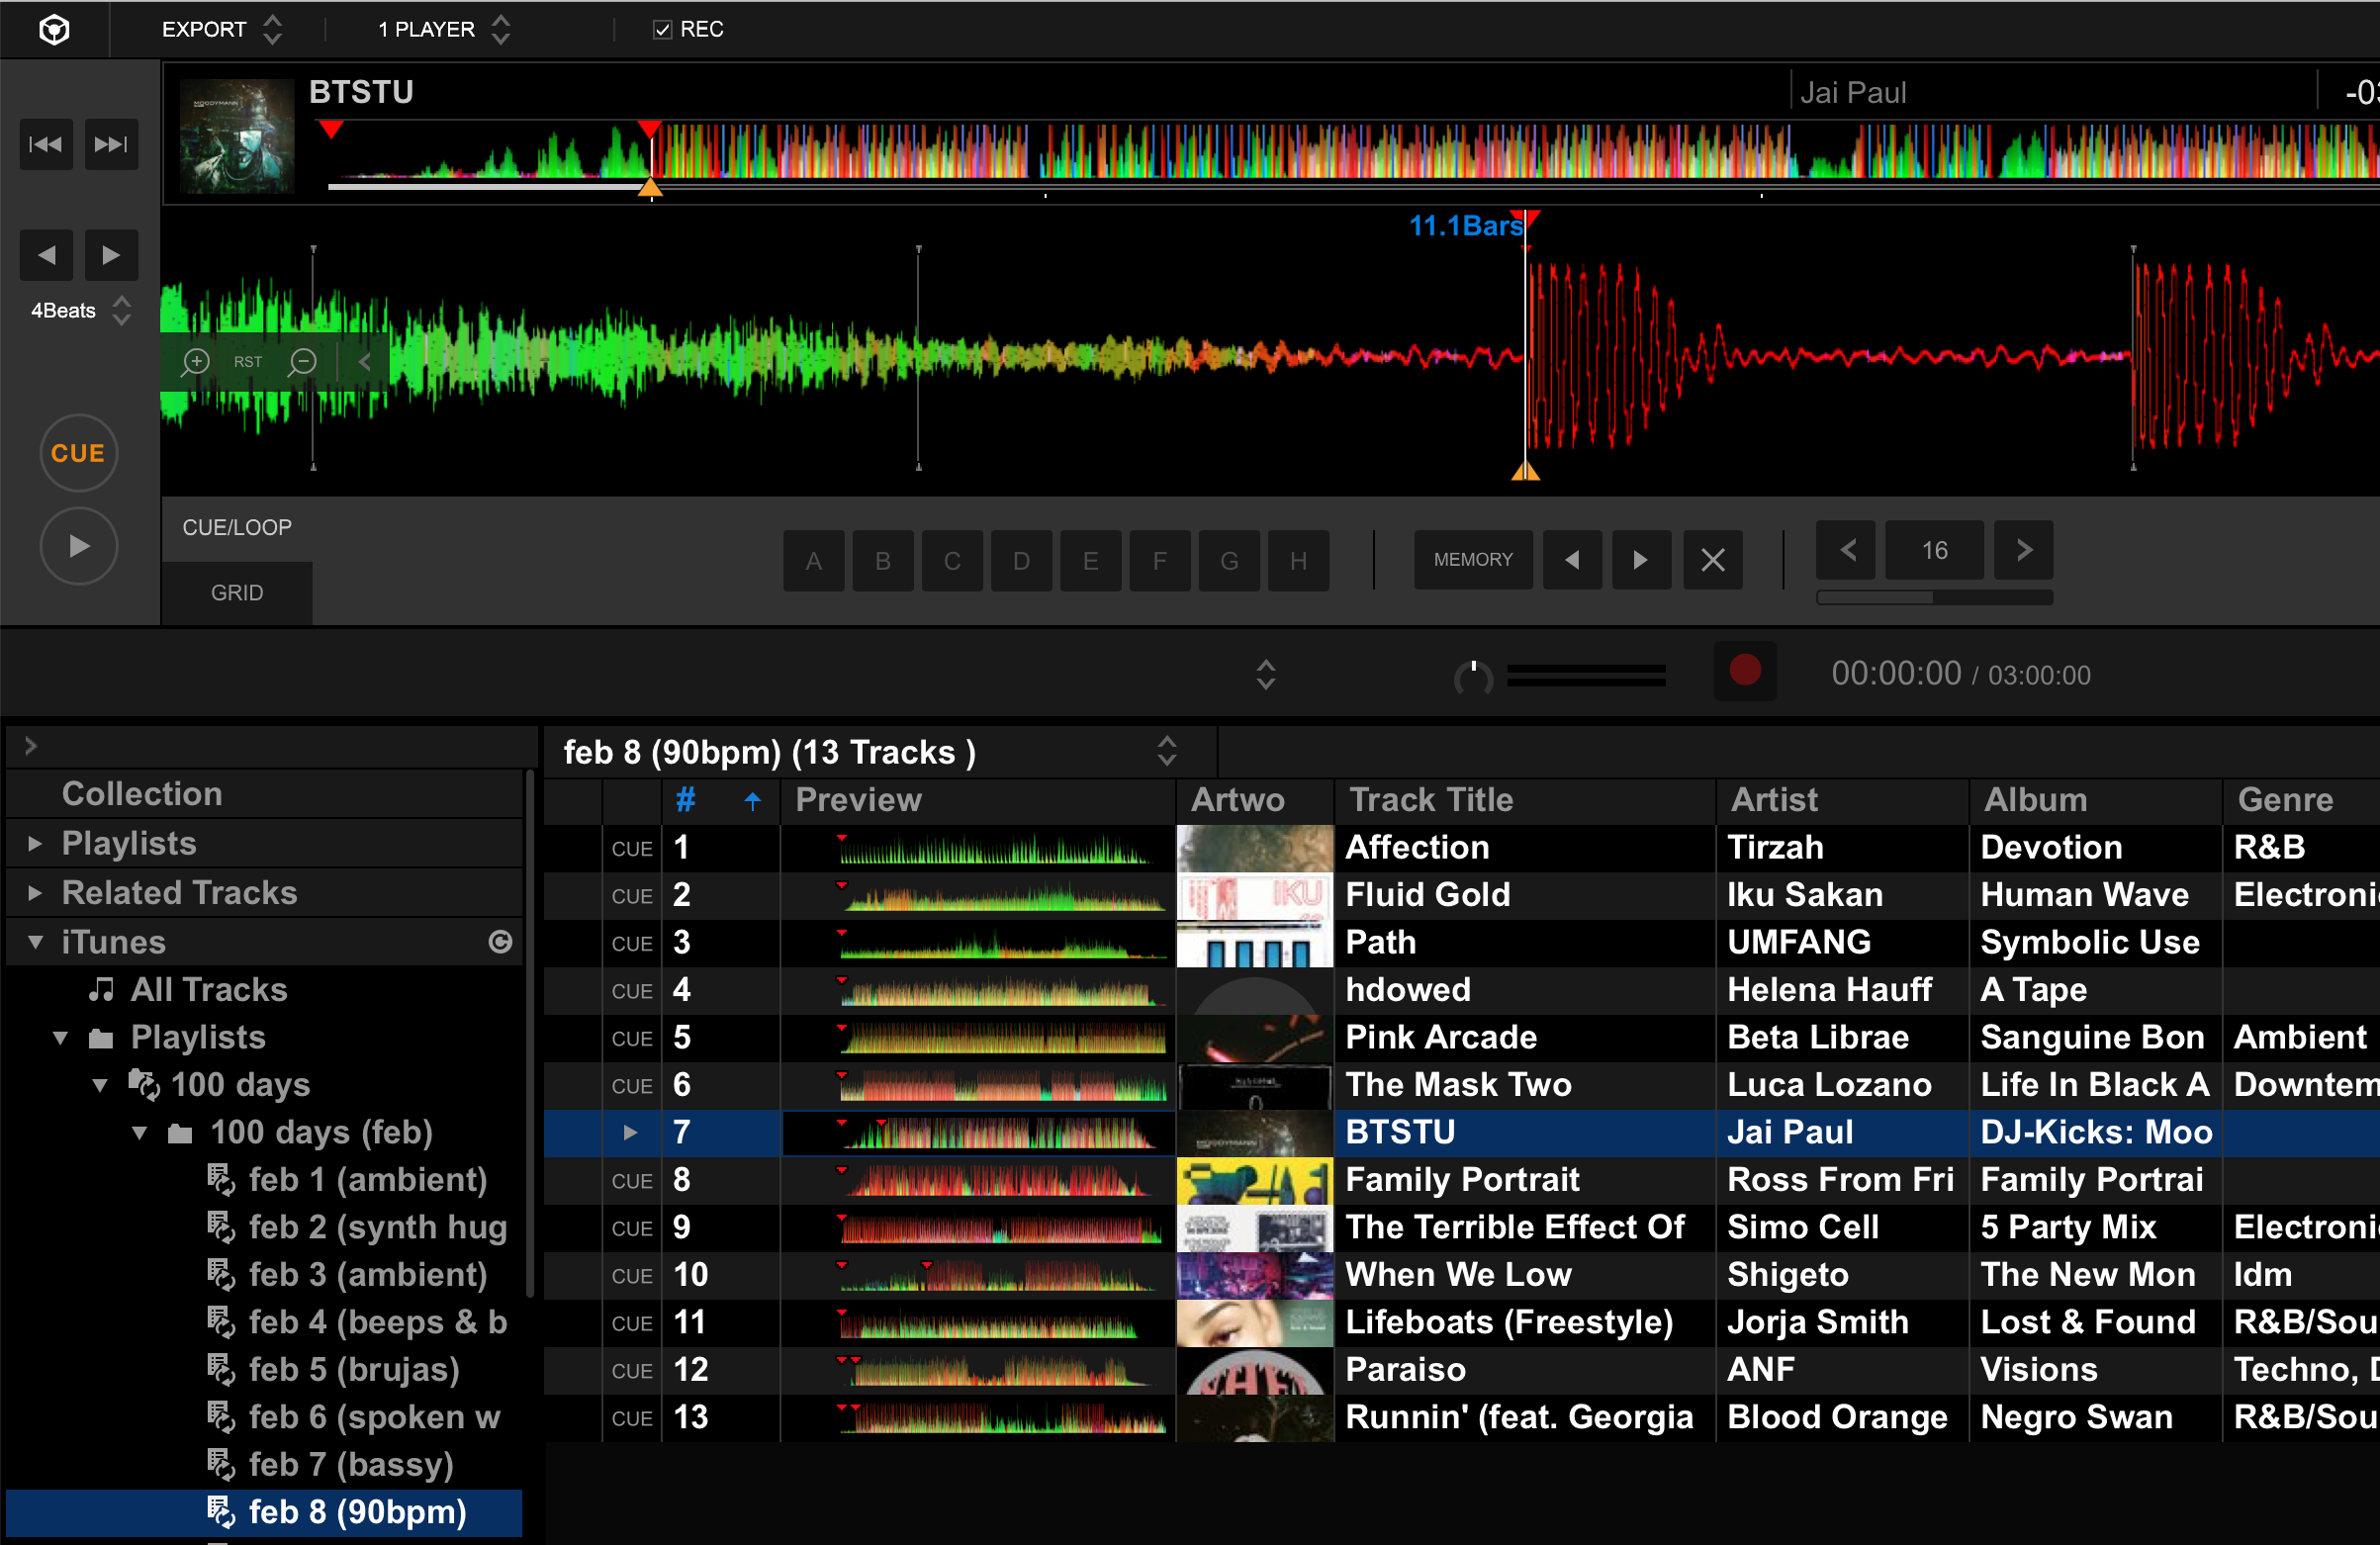 EXPORT 1 PLAYER REC
BTSTU Jai Paul
MOODYMANN
11.1Bars
4Beats
RST
CUE
CUE/LOOP
GRID
A B C D E F G H MEMORY 16
00:00:00 / 03:00:00
feb 8 (90bpm) (13 Tracks )
Collection
Playlists
Related Tracks
iTunes
All Tracks
Playlists
100 days
100 days (feb)
feb 1 (ambient)
feb 2 (synth hug
feb 3 (ambient)
feb 4 (beeps & b
feb 5 (brujas)
feb 6 (spoken w
feb 7 (bassy)
feb 8 (90bpm)
# Preview Artwo Track Title Artist Album Genre
CUE 1 Affection Tirzah Devotion R&B
CUE 2 IKU Fluid Gold Iku Sakan Human Wave Electroni
CUE 3 Path UMFANG Symbolic Use
CUE 4 hdowed Helena Hauff A Tape
CUE 5 Pink Arcade Beta Librae Sanguine Bon Ambient
CUE 6 The Mask Two Luca Lozano Life In Black A Downtem
7 MOODYMANN BTSTU Jai Paul DJ-Kicks: Moo
CUE 8 Family Portrait Ross From Fri Family Portrai
CUE 9 The Terrible Effect Of Simo Cell 5 Party Mix Electroni
CUE 10 When We Low Shigeto The New Mon Idm
CUE 11 Lifeboats (Freestyle) Jorja Smith Lost & Found R&B/Sou
CUE 12 Paraiso ANF Visions Techno, D
CUE 13 Runnin' (feat. Georgia Blood Orange Negro Swan R&B/Sou